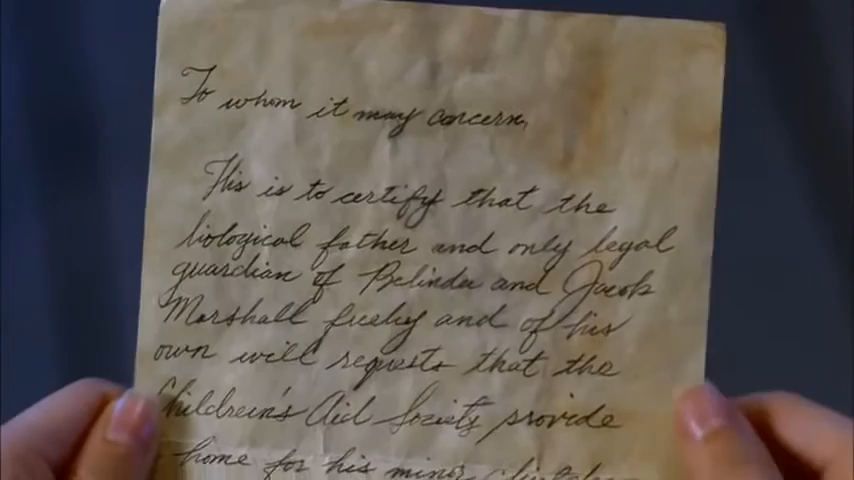 To whom it may concern,
This is to certify that the
biological father and only legal
guardian of Belinda and Jacob
Marshall freely and of his
own will requests that the
Children's Aid Society provide
home for his minor children